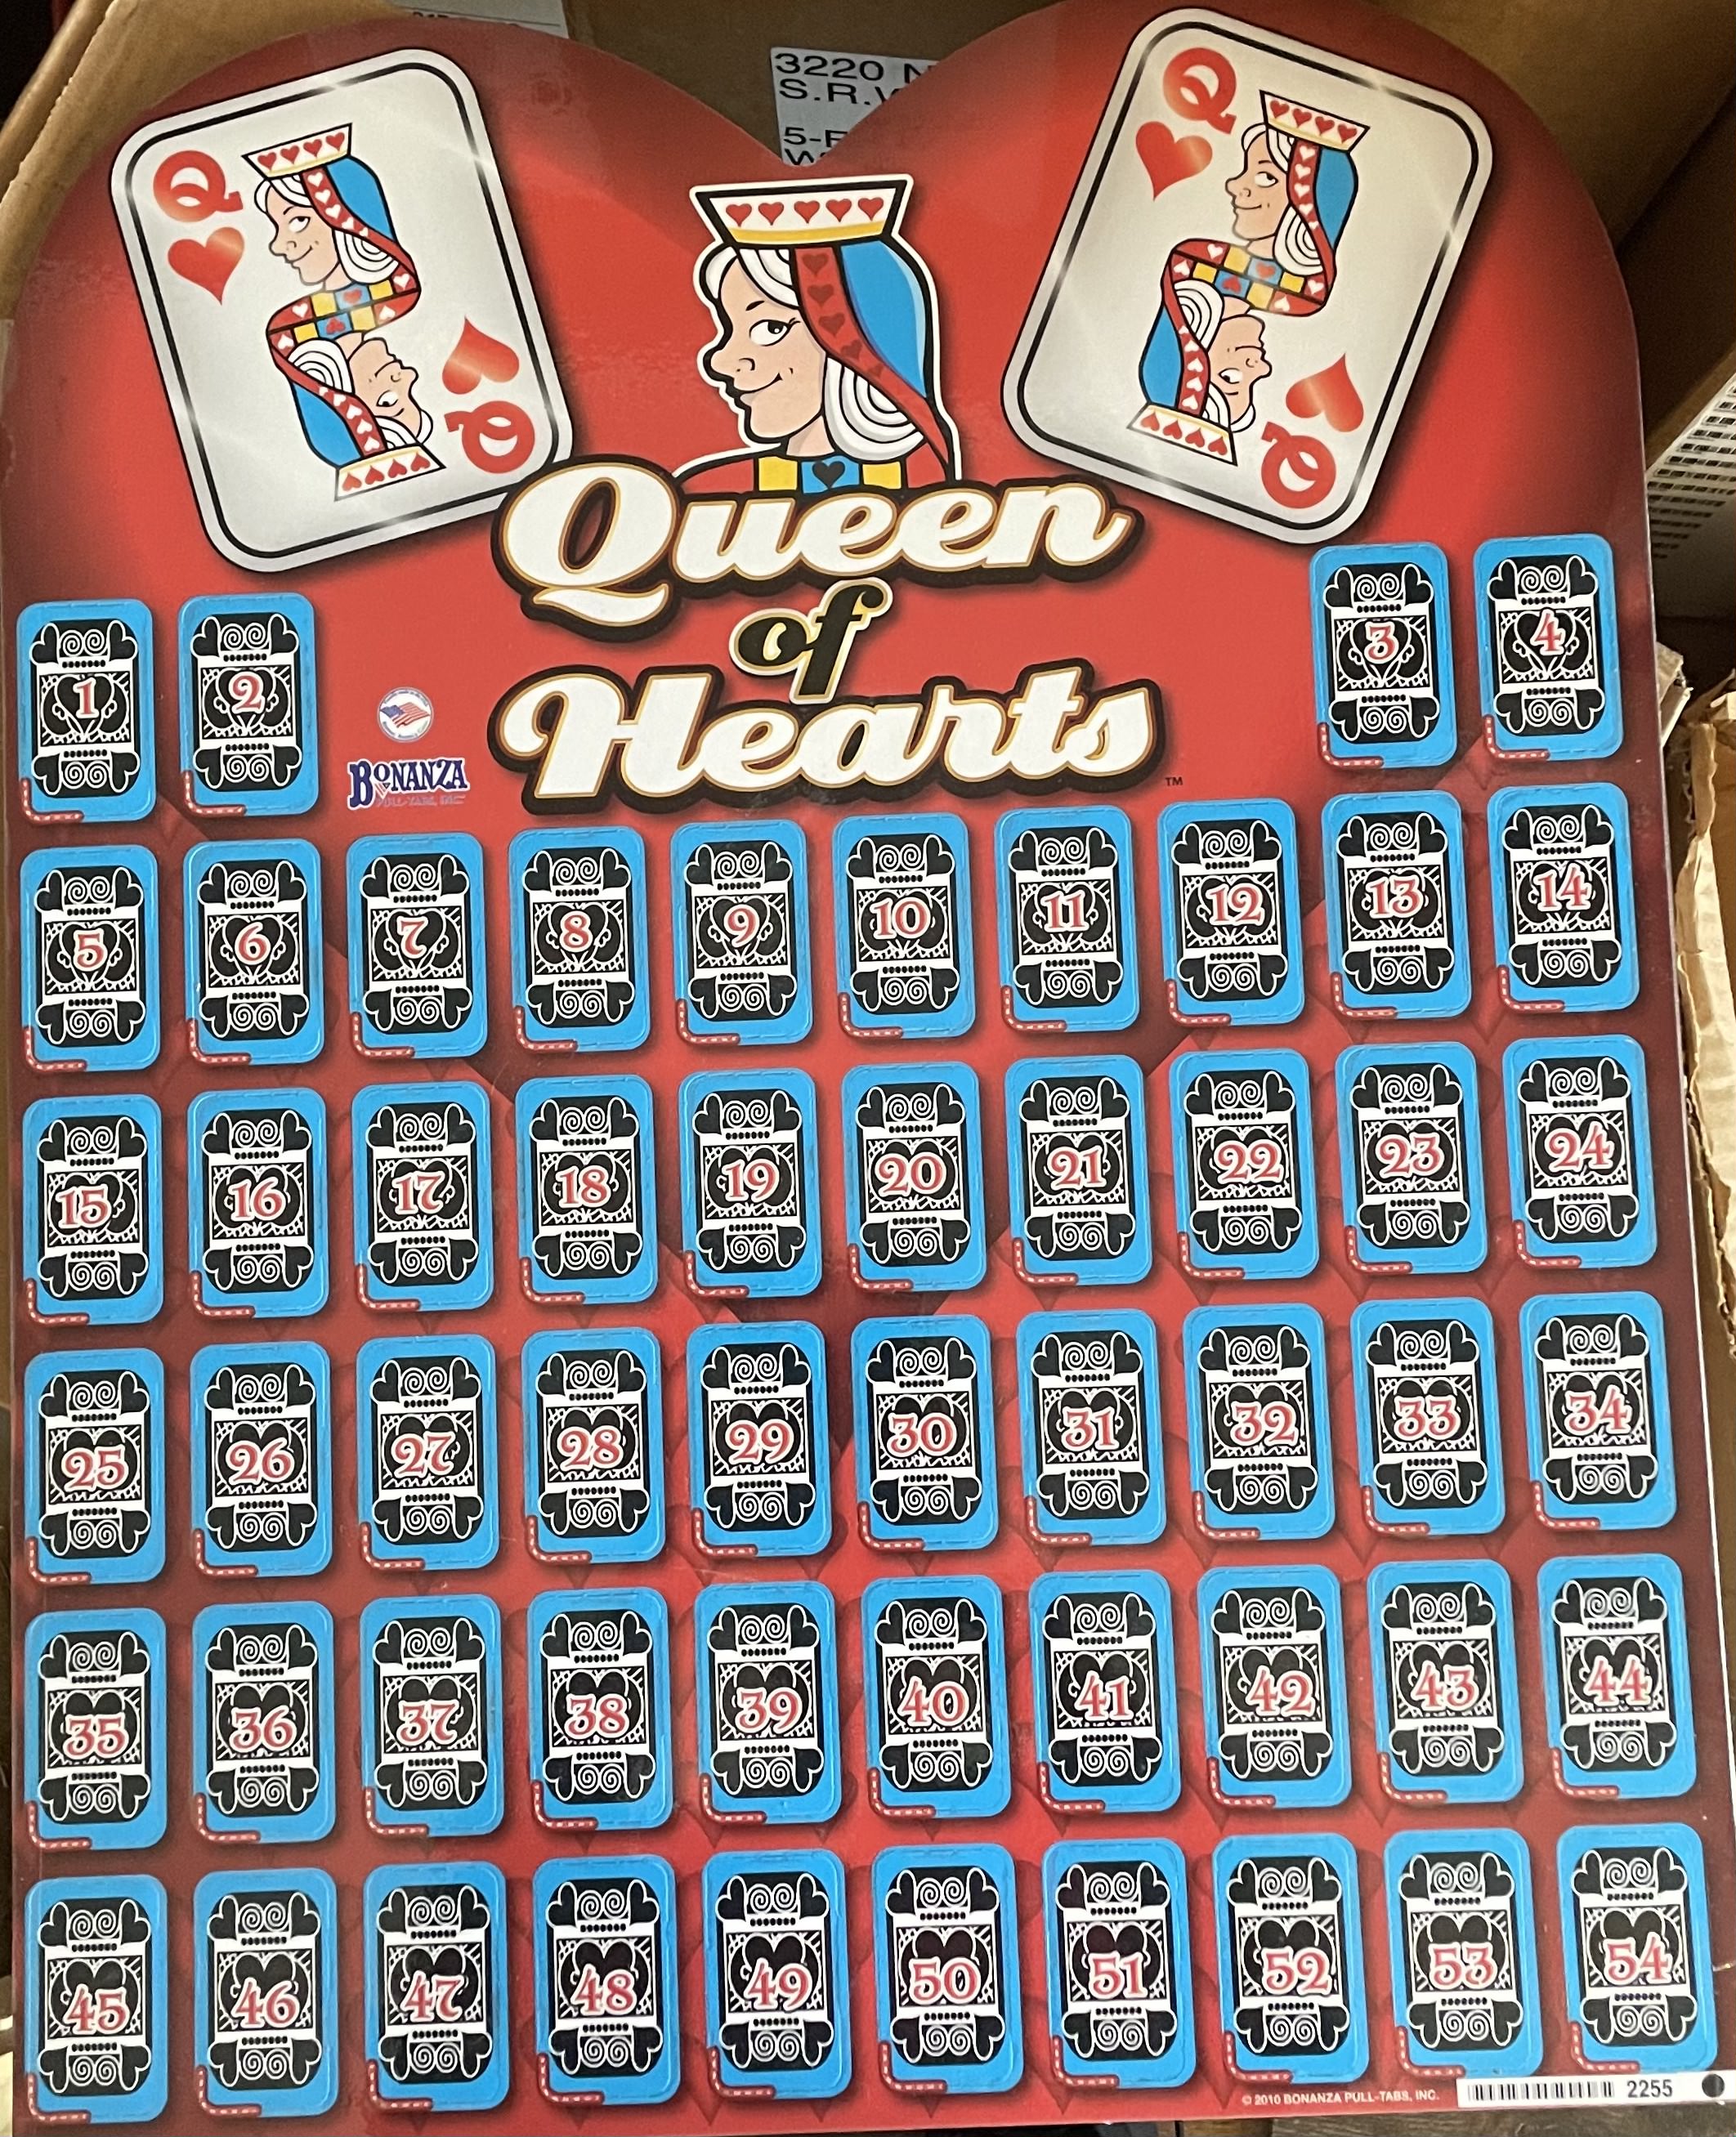 3220 N
S.R.
5-
Q
Q
Q
Q
Queen
of
Hearts
TM
BONANZA
PULL-TABS, INC.
1 2 3 4
5 6 7 8 9 10 11 12 13 14
15 16 17 18 19 20 21 22 23 24
25 26 27 28 29 30 31 32 33 34
35 36 37 38 39 40 41 42 43 44
45 46 47 48 49 50 51 52 53 54
© 2010 BONANZA PULL-TABS, INC.
2255